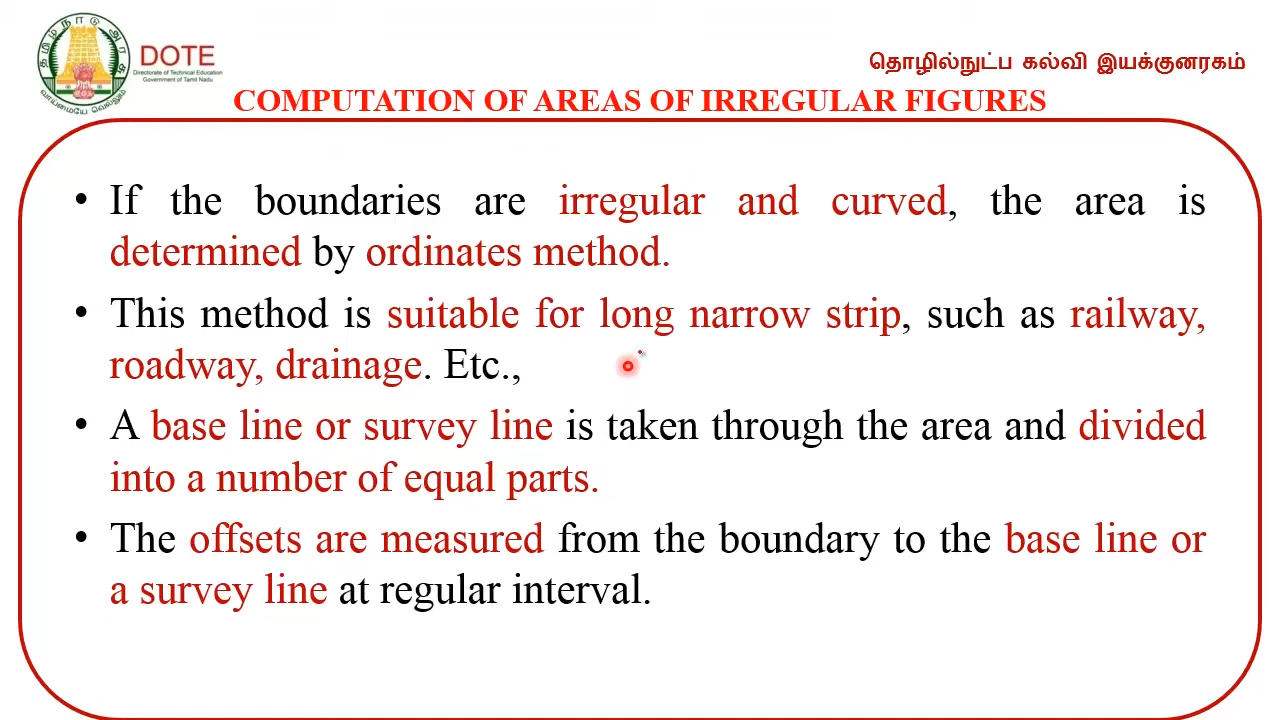 தமிழ்நாடு அரசு
வாய்மையே வெல்லும்
DOTE
Directorate of Technical Education
Government of Tamil Nadu
தொழில்நுட்ப கல்வி இயக்குனரகம்
COMPUTATION OF AREAS OF IRREGULAR FIGURES
• If the boundaries are irregular and curved, the area is
determined by ordinates method.
• This method is suitable for long narrow strip, such as railway,
roadway, drainage. Etc.,
• A base line or survey line is taken through the area and divided
into a number of equal parts.
• The offsets are measured from the boundary to the base line or
a survey line at regular interval.